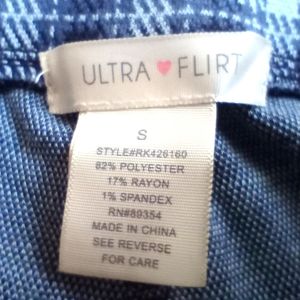 ULTRA ♥ FLIRT
S
STYLE#RK426160
82% POLYESTER
17% RAYON
1% SPANDEX
RN#89354
MADE IN CHINA
SEE REVERSE
FOR CARE